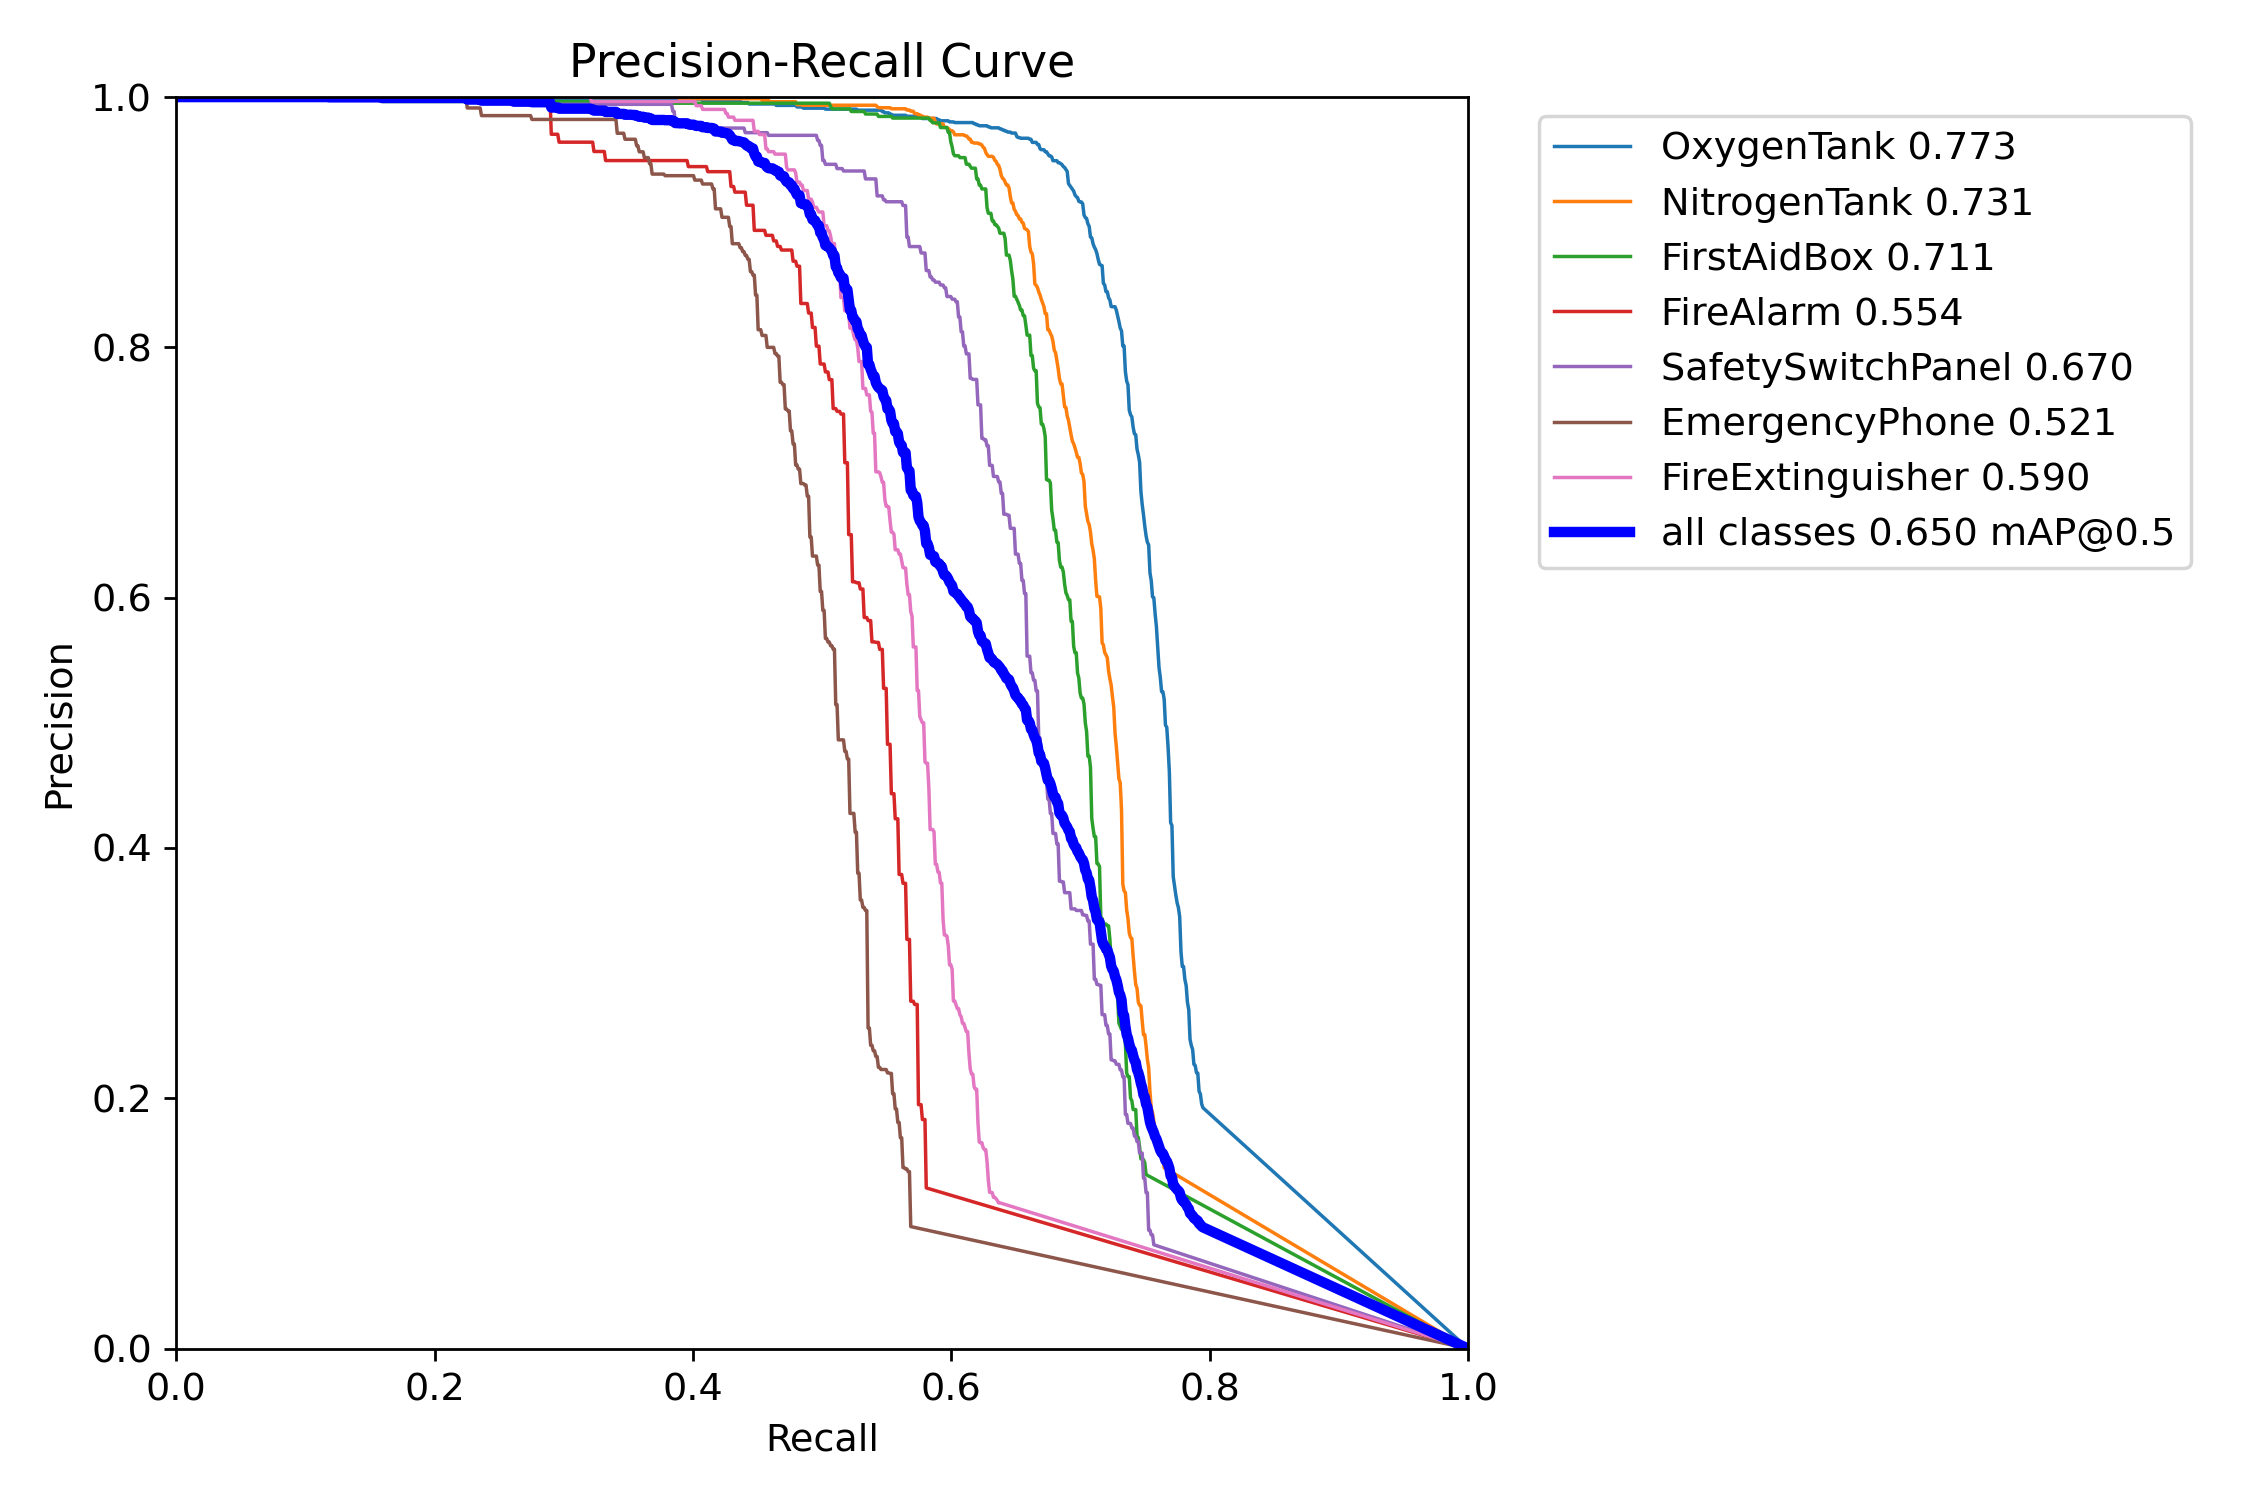 Precision-Recall Curve
1.0
0.8
0.6
0.4
0.2
0.0
Precision
0.0 0.2 0.4 0.6 0.8 1.0
Recall
OxygenTank 0.773
NitrogenTank 0.731
FirstAidBox 0.711
FireAlarm 0.554
SafetySwitchPanel 0.670
EmergencyPhone 0.521
FireExtinguisher 0.590
all classes 0.650 mAP@0.5